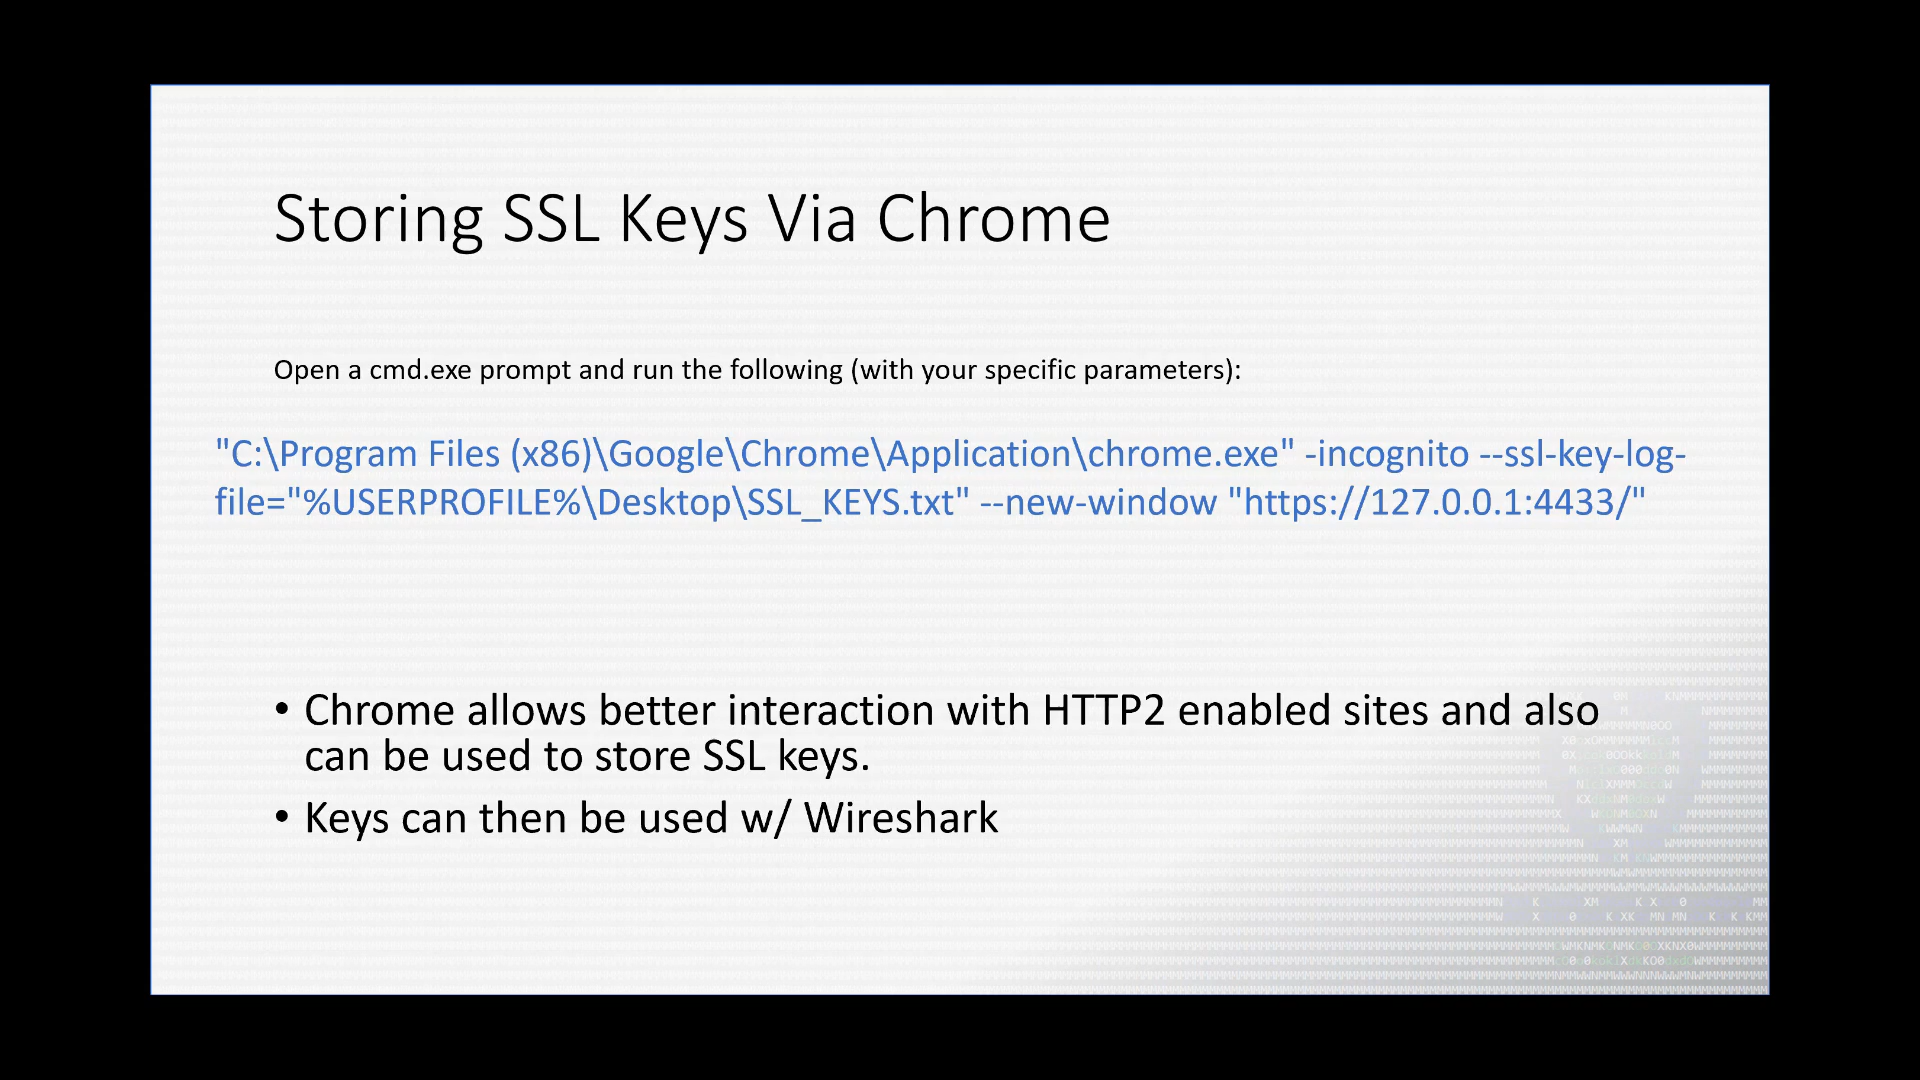 Storing SSL Keys Via Chrome
Open a cmd.exe prompt and run the following (with your specific parameters):
"C:\Program Files (x86)\Google\Chrome\Application\chrome.exe" -incognito --ssl-key-log-
file="%USERPROFILE%\Desktop\SSL_KEYS.txt" --new-window "https://127.0.0.1:4433/"
• Chrome allows better interaction with HTTP2 enabled sites and also
can be used to store SSL keys.
• Keys can then be used w/ Wireshark